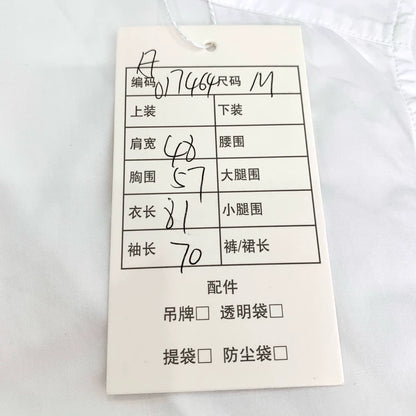 A
编码 017464 尺码 M
上装 下装
肩宽 48 腰围
胸围 57 大腿围
衣长 81 小腿围
袖长 70 裤/裙长
配件
吊牌□ 透明袋□
提袋□ 防尘袋□